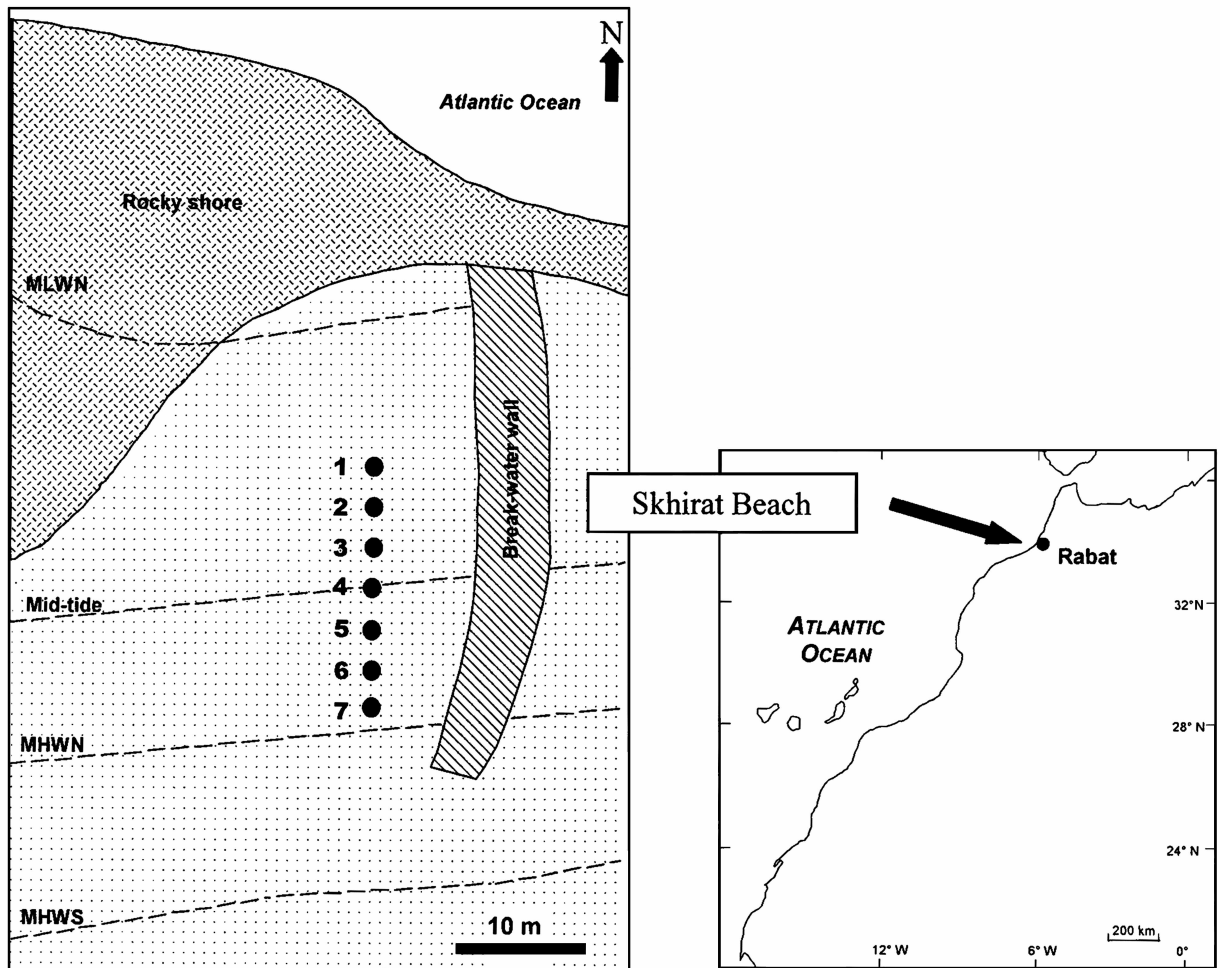 N
Atlantic Ocean
Rocky shore
MLWN
Break-water wall
1
2
3
4
5
6
7
Mid-tide
MHWN
MHWS
10 m
Skhirat Beach
Rabat
ATLANTIC
OCEAN
32°N
28° N
24° N
200 km
12° W
6° W
0°